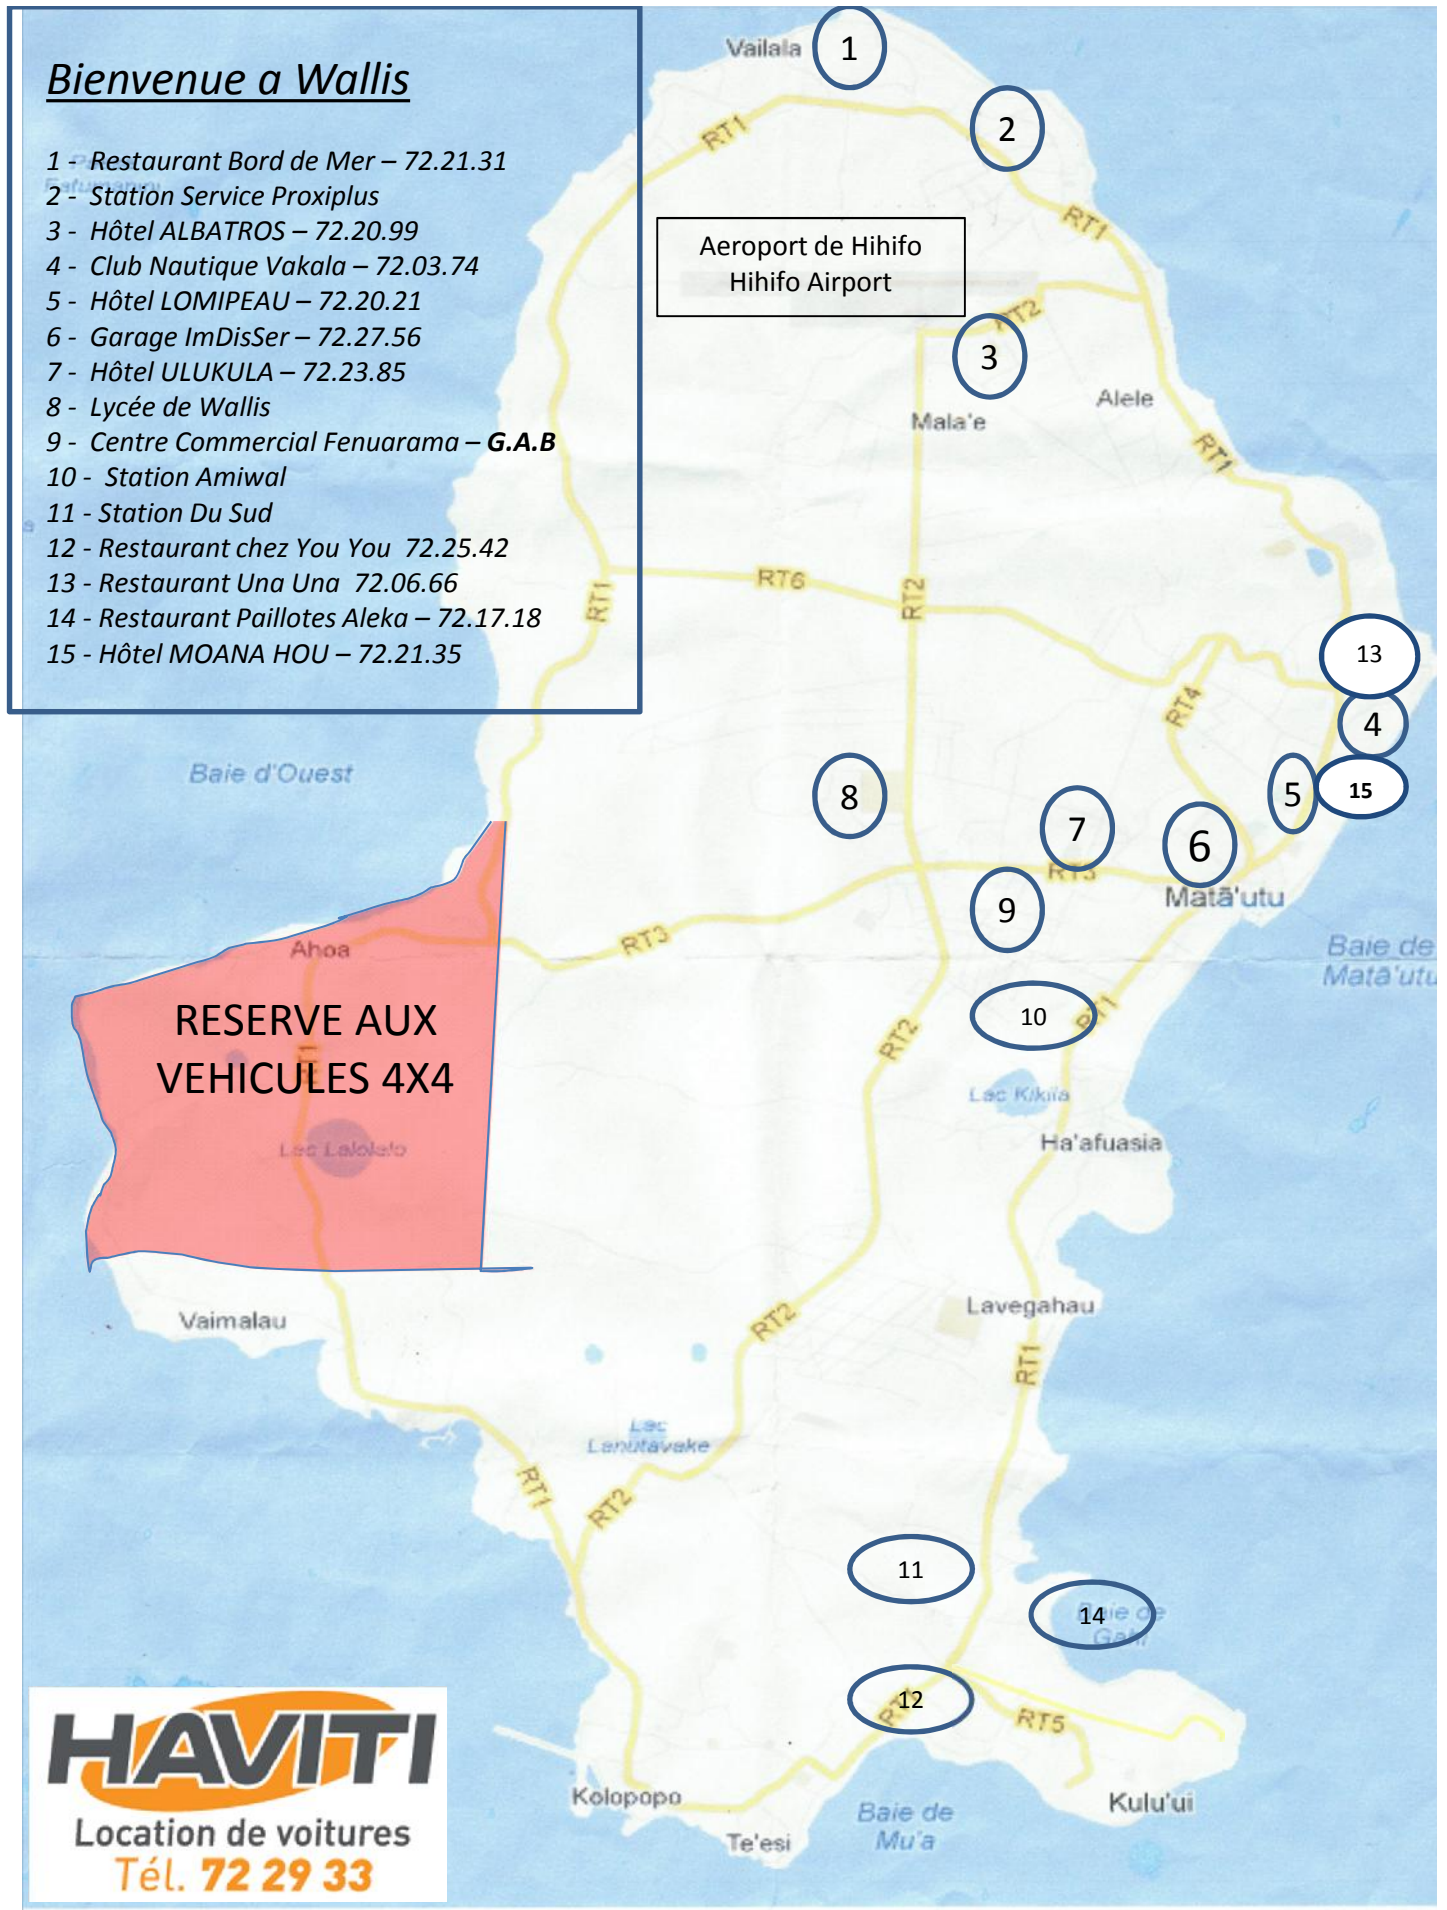 Bienvenue a Wallis
1 - Restaurant Bord de Mer – 72.21.31
2 - Station Service Proxiplus
3 - Hôtel ALBATROS – 72.20.99
4 - Club Nautique Vakala – 72.03.74
5 - Hôtel LOMIPEAU – 72.20.21
6 - Garage ImDisSer – 72.27.56
7 - Hôtel ULUKULA – 72.23.85
8 - Lycée de Wallis
9 - Centre Commercial Fenuarama – G.A.B
10 - Station Amiwal
11 - Station Du Sud
12 - Restaurant chez You You 72.25.42
13 - Restaurant Una Una 72.06.66
14 - Restaurant Paillotes Aleka – 72.17.18
15 - Hôtel MOANA HOU – 72.21.35
Vailala
1
2
RT1
RT1
Aeroport de Hihifo
Hihifo Airport
RT2
3
Alele
Mala'e
RT1
RT6
RT2
RT1
13
RT4
4
Baie d'Ouest
5
15
8
7
6
RT3
Matā'utu
9
RT3
Ahoa
Baie de
Matā'utu
RESERVE AUX
VEHICULES 4X4
RT1
10
RT1
RT2
Lac Kikila
Ha'afuasia
Lac Lalolalo
Lavegahau
Vaimalau
RT2
RT1
Lac
Lanutavake
RT1
RT2
11
14
Baie de
Gahi
12
RT1
RT5
Kolopopo
Kulu'ui
Baie de
Mu'a
Te'esi
HAVITI
Location de voitures
Tél. 72 29 33